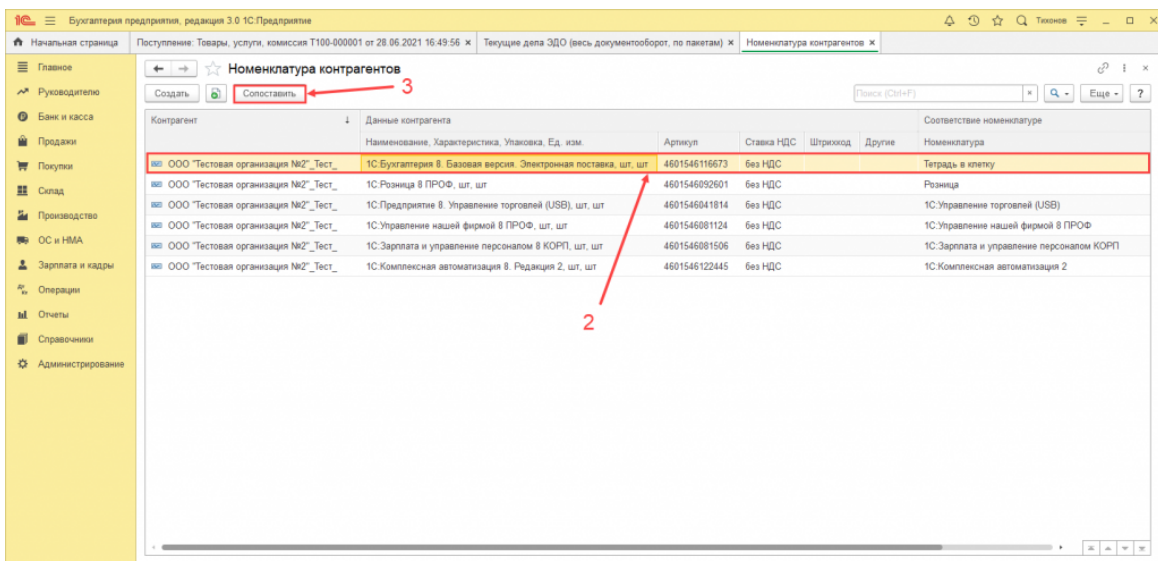 1С Бухгалтерия предприятия, редакция 3.0 1С:Предприятие Тихонов
Начальная страница Поступление: Товары, услуги, комиссия Т100-000001 от 28.06.2021 16:49:56 × Текущие дела ЭДО (весь документооборот, по пакетам) × Номенклатура контрагентов ×
Главное
Руководителю
Банк и касса
Продажи
Покупки
Склад
Производство
ОС и НМА
Зарплата и кадры
Операции
Отчеты
Справочники
Администрирование
Номенклатура контрагентов
3
Создать Сопоставить Поиск (Ctrl+F) × Еще ?
Контрагент Данные контрагента Соответствие номенклатуре
Наименование, Характеристика, Упаковка, Ед. изм. Артикул Ставка НДС Штрихкод Другие Номенклатура
ООО "Тестовая организация №2"_Тест_ 1С:Бухгалтерия 8. Базовая версия. Электронная поставка, шт, шт 4601546116673 без НДС Тетрадь в клетку
ООО "Тестовая организация №2"_Тест_ 1С:Розница 8 ПРОФ, шт, шт 4601546092601 без НДС Розница
ООО "Тестовая организация №2"_Тест_ 1С:Предприятие 8. Управление торговлей (USB), шт, шт 4601546041814 без НДС 1С:Управление торговлей (USB)
ООО "Тестовая организация №2"_Тест_ 1С:Управление нашей фирмой 8 ПРОФ, шт, шт 4601546081124 без НДС 1С:Управление нашей фирмой 8 ПРОФ
ООО "Тестовая организация №2"_Тест_ 1С:Зарплата и управление персоналом 8 КОРП, шт, шт 4601546081506 без НДС 1С:Зарплата и управление персоналом КОРП
ООО "Тестовая организация №2"_Тест_ 1С:Комплексная автоматизация 8. Редакция 2, шт, шт 4601546122445 без НДС 1С:Комплексная автоматизация 2
2